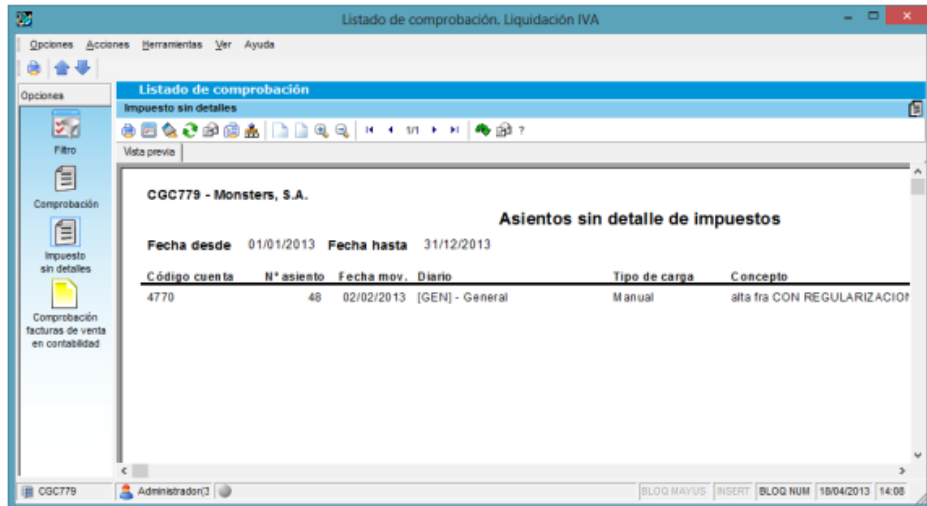 Listado de comprobación. Liquidación IVA
Opciones Acciones Herramientas Ver Ayuda
Opciones
Listado de comprobación
Impuesto sin detalles
1/1
?
Filtro
Vista previa
Comprobación
Impuesto
sin detalles
Comprobación
facturas de venta
en contabilidad
CGC779 - Monsters, S.A.
Asientos sin detalle de impuestos
Fecha desde 01/01/2013 Fecha hasta 31/12/2013
Código cuenta Nº asiento Fecha mov. Diario Tipo de carga Concepto
4770 48 02/02/2013 [GEN] - General Manual alta fra CON REGULARIZACION
CGC779 Administrador(3 BLOQ MAYUS INSERT BLOQ NUM 18/04/2013 14:08